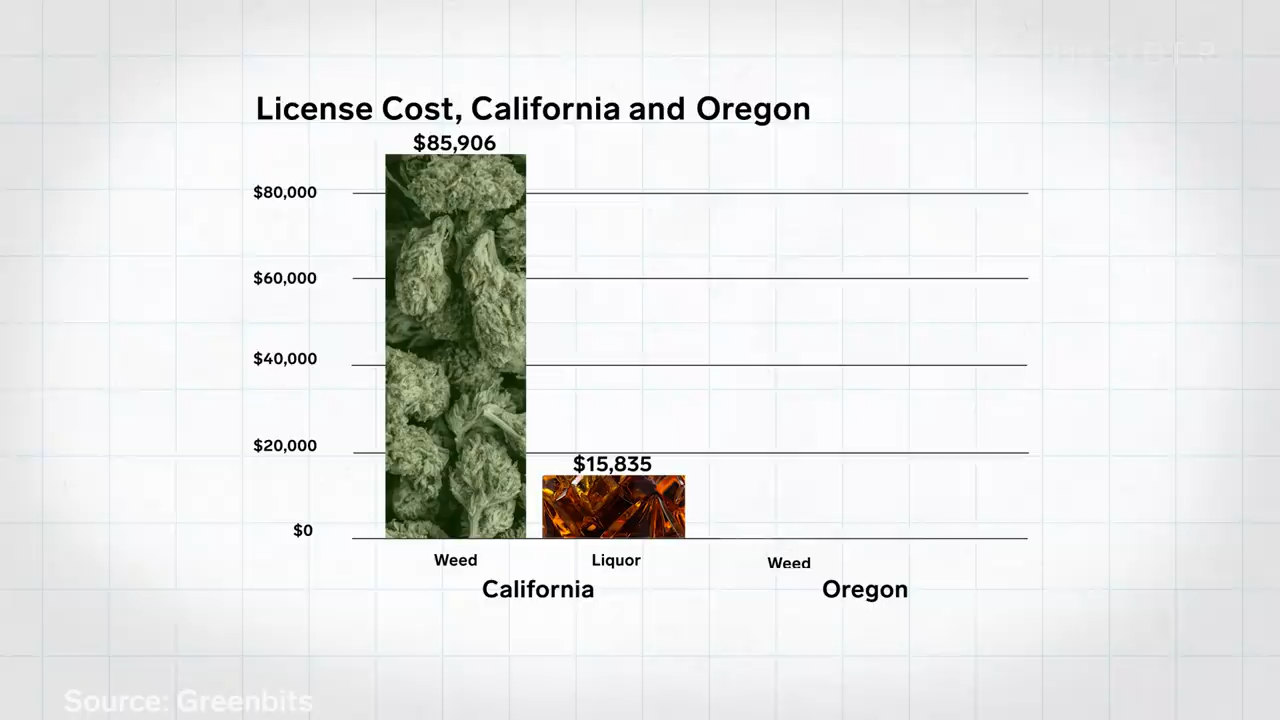 License Cost, California and Oregon
$85,906
$80,000
$60,000
$40,000
$20,000
$15,835
$0
Weed Liquor Weed
California Oregon
Source: Greenbits